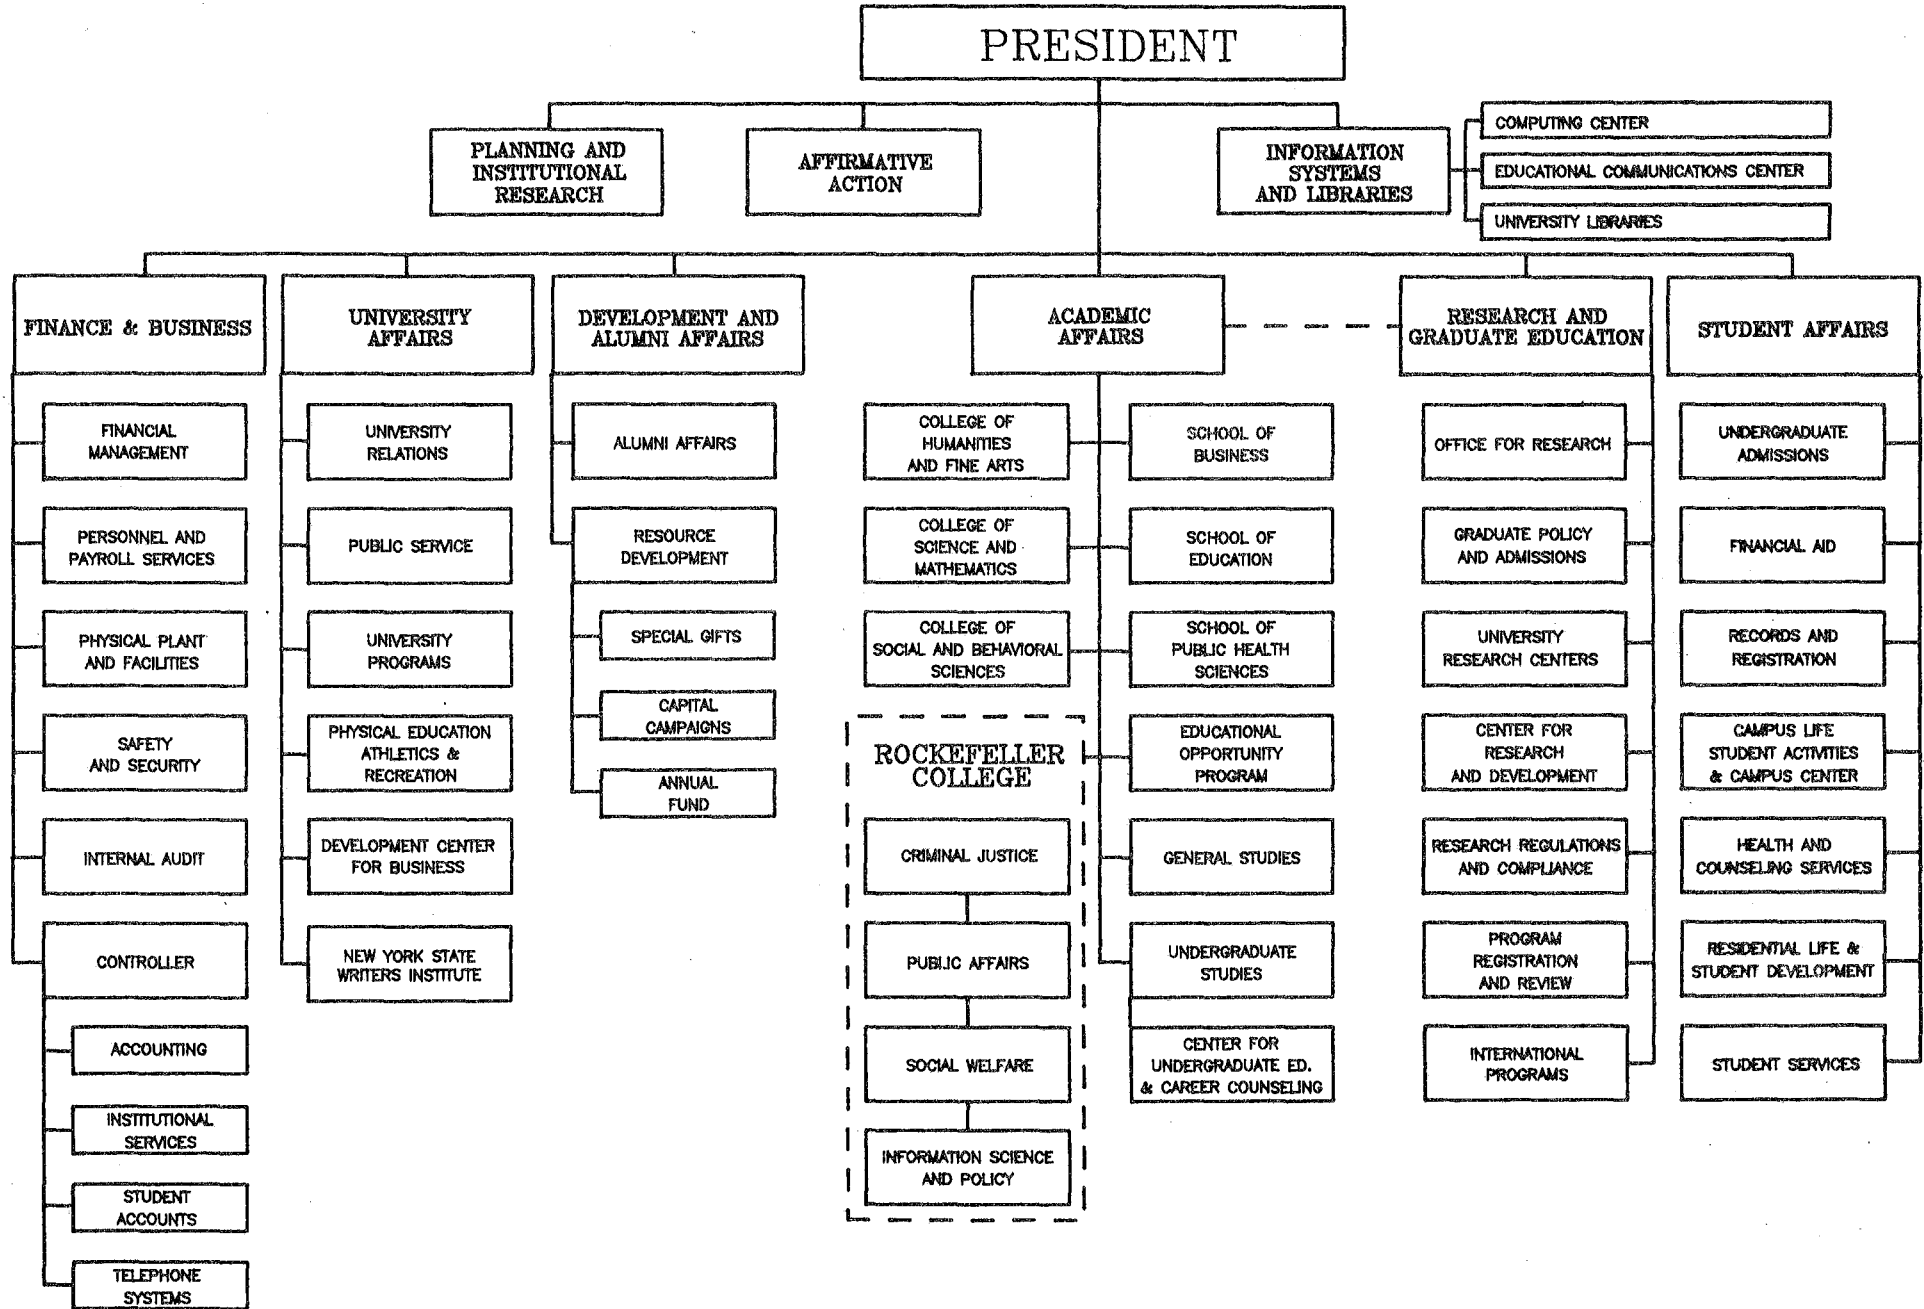 PRESIDENT
PLANNING AND
INSTITUTIONAL
RESEARCH
AFFIRMATIVE
ACTION
INFORMATION
SYSTEMS
AND LIBRARIES
COMPUTING CENTER
EDUCATIONAL COMMUNICATIONS CENTER
UNIVERSITY LIBRARIES
FINANCE & BUSINESS
FINANCIAL
MANAGEMENT
PERSONNEL AND
PAYROLL SERVICES
PHYSICAL PLANT
AND FACILITIES
SAFETY
AND SECURITY
INTERNAL AUDIT
CONTROLLER
ACCOUNTING
INSTITUTIONAL
SERVICES
STUDENT
ACCOUNTS
TELEPHONE
SYSTEMS
UNIVERSITY
AFFAIRS
UNIVERSITY
RELATIONS
PUBLIC SERVICE
UNIVERSITY
PROGRAMS
PHYSICAL EDUCATION
ATHLETICS &
RECREATION
DEVELOPMENT CENTER
FOR BUSINESS
NEW YORK STATE
WRITERS INSTITUTE
DEVELOPMENT AND
ALUMNI AFFAIRS
ALUMNI AFFAIRS
RESOURCE
DEVELOPMENT
SPECIAL GIFTS
CAPITAL
CAMPAIGNS
ANNUAL
FUND
ACADEMIC
AFFAIRS
COLLEGE OF
HUMANITIES
AND FINE ARTS
COLLEGE OF
SCIENCE AND
MATHEMATICS
COLLEGE OF
SOCIAL AND BEHAVIORAL
SCIENCES
ROCKEFELLER
COLLEGE
CRIMINAL JUSTICE
PUBLIC AFFAIRS
SOCIAL WELFARE
INFORMATION SCIENCE
AND POLICY
SCHOOL OF
BUSINESS
SCHOOL OF
EDUCATION
SCHOOL OF
PUBLIC HEALTH
SCIENCES
EDUCATIONAL
OPPORTUNITY
PROGRAM
GENERAL STUDIES
UNDERGRADUATE
STUDIES
CENTER FOR
UNDERGRADUATE ED.
& CAREER COUNSELING
RESEARCH AND
GRADUATE EDUCATION
OFFICE FOR RESEARCH
GRADUATE POLICY
AND ADMISSIONS
UNIVERSITY
RESEARCH CENTERS
CENTER FOR
RESEARCH
AND DEVELOPMENT
RESEARCH REGULATIONS
AND COMPLIANCE
PROGRAM
REGISTRATION
AND REVIEW
INTERNATIONAL
PROGRAMS
STUDENT AFFAIRS
UNDERGRADUATE
ADMISSIONS
FINANCIAL AID
RECORDS AND
REGISTRATION
CAMPUS LIFE
STUDENT ACTIVITIES
& CAMPUS CENTER
HEALTH AND
COUNSELING SERVICES
RESIDENTIAL LIFE &
STUDENT DEVELOPMENT
STUDENT SERVICES